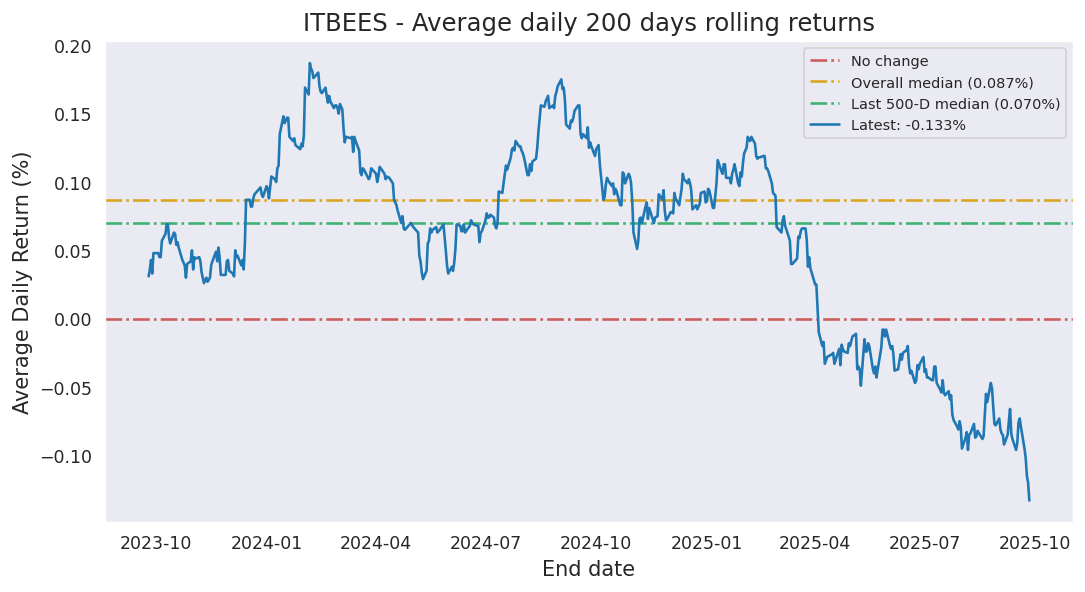 ITBEES - Average daily 200 days rolling returns
No change
Overall median (0.087%)
Last 500-D median (0.070%)
Latest: -0.133%
Average Daily Return (%)
0.20
0.15
0.10
0.05
0.00
−0.05
−0.10
2023-10 2024-01 2024-04 2024-07 2024-10 2025-01 2025-04 2025-07 2025-10
End date